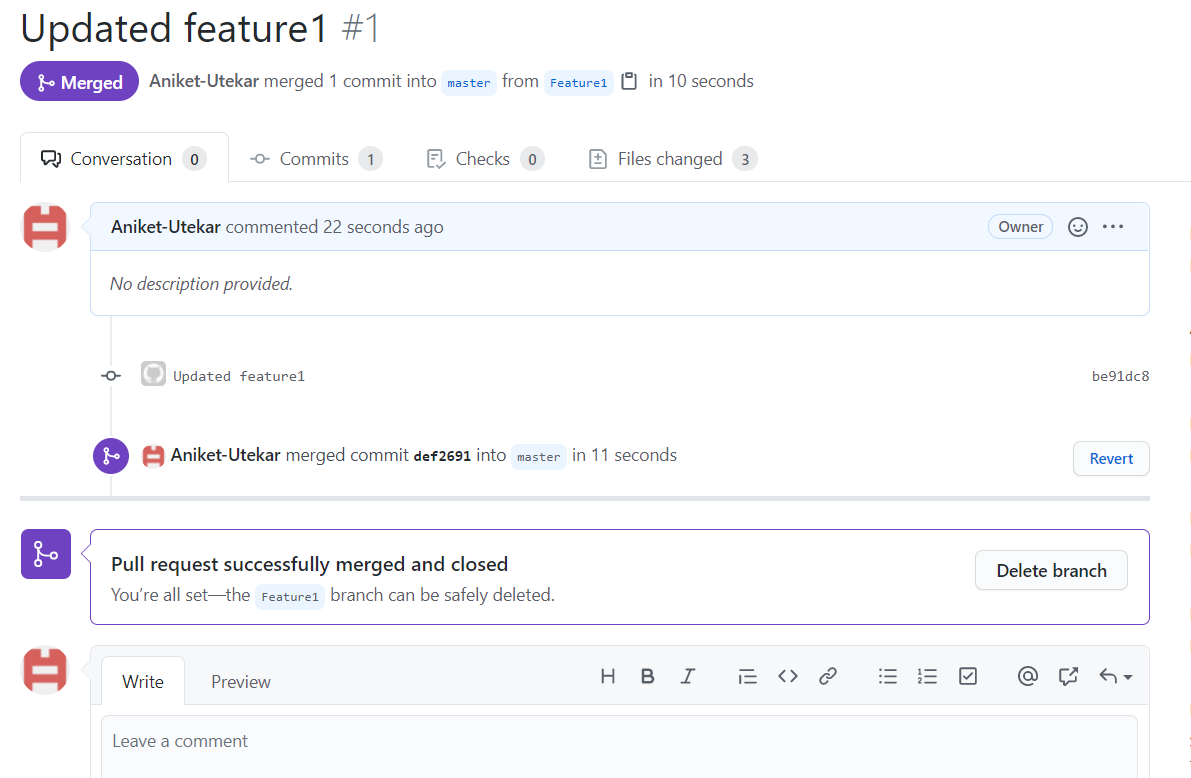 Updated feature1 #1
Merged Aniket-Utekar merged 1 commit into master from Feature1 in 10 seconds
Conversation 0 Commits 1 Checks 0 Files changed 3
Aniket-Utekar commented 22 seconds ago Owner
No description provided.
Updated feature1 be91dc8
Aniket-Utekar merged commit def2691 into master in 11 seconds Revert
Pull request successfully merged and closed
Delete branch
You're all set—the Feature1 branch can be safely deleted.
Write Preview
Leave a comment